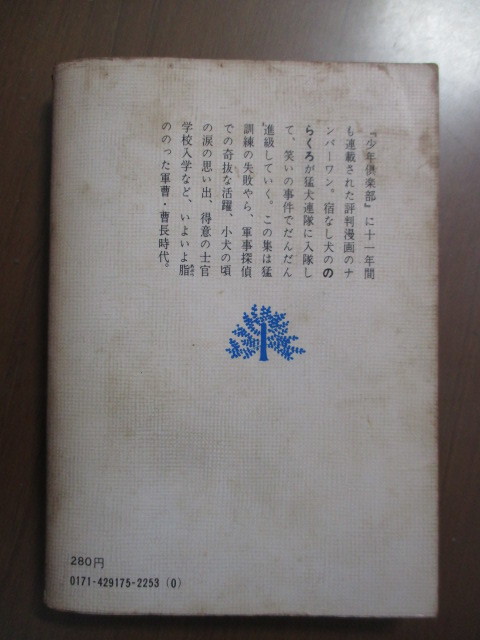 『少年俱楽部』に十一年間
も連載された評判漫画のナ
ンバーワン。宿なし犬のの
らくろが猛犬連隊に入隊し
て、笑いの事件でだんだん
進級していく。この集は猛
訓練の失敗やら、軍事探偵
での奇抜な活躍、小犬の頃
の涙の思い出、得意の士官
学校入学など、いよいよ脂
ののった軍曹・曹長時代。
280円
0171-429175-2253(0)